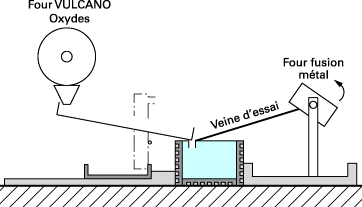 Four VULCANO
Oxydes
Four fusion
métal
Veine d'essai